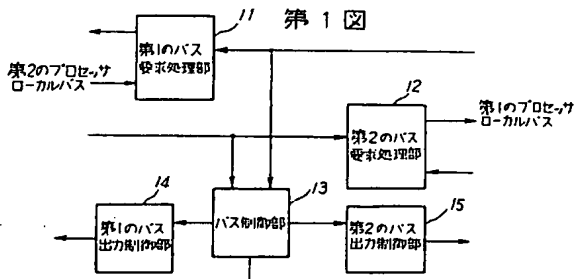 第1図
11
第1のバス
要求処理部
第2のプロセッサ
ローカルバス
12
第2のバス
要求処理部
第1のプロセッサ
ローカルバス
13
バス制御部
14
第1のバス
出力制御部
15
第2のバス
出力制御部